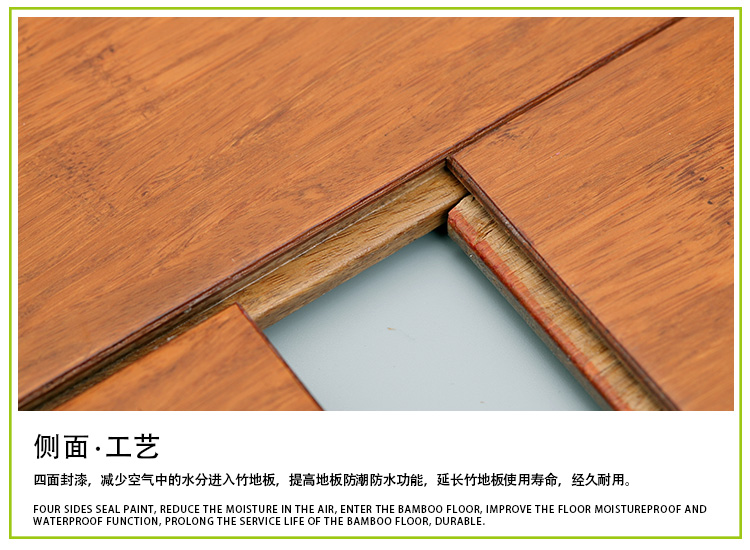 侧面·工艺
四面封漆，减少空气中的水分进入竹地板，提高地板防潮防水功能，延长竹地板使用寿命，经久耐用。
FOUR SIDES SEAL PAINT, REDUCE THE MOISTURE IN THE AIR, ENTER THE BAMBOO FLOOR, IMPROVE THE FLOOR MOISTUREPROOF AND
WATERPROOF FUNCTION, PROLONG THE SERVICE LIFE OF THE BAMBOO FLOOR, DURABLE.